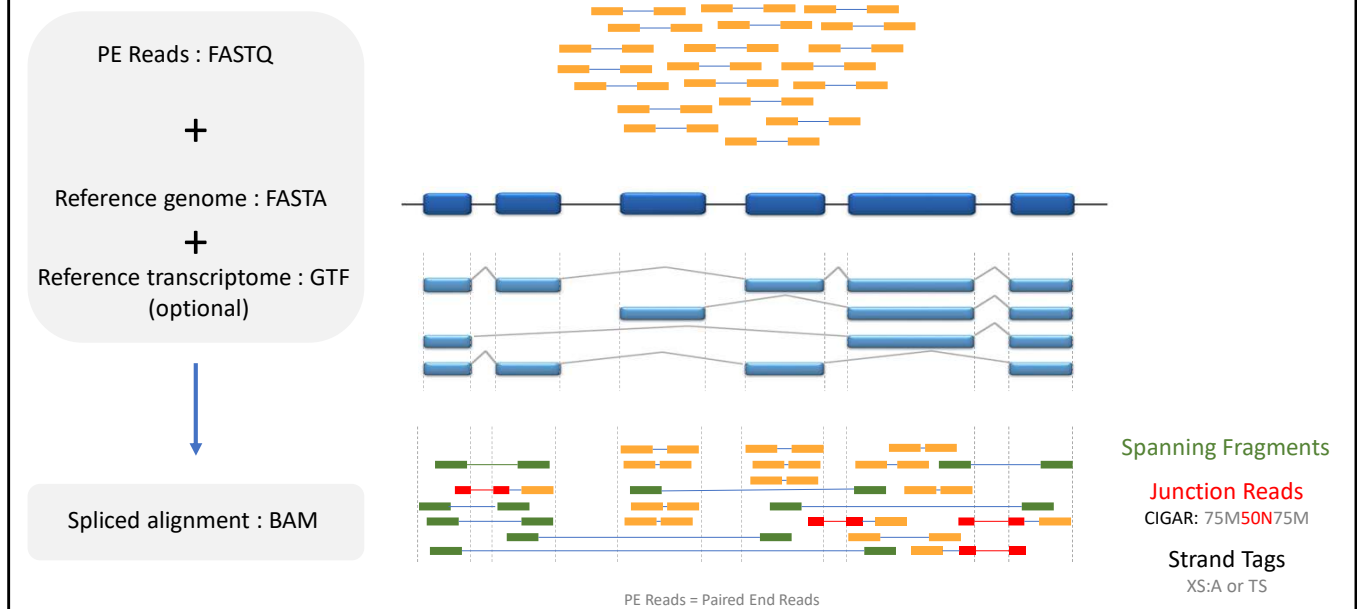 PE Reads : FASTQ
+
Reference genome : FASTA
+
Reference transcriptome : GTF
(optional)
Spliced alignment : BAM
Spanning Fragments
Junction Reads
CIGAR: 75M50N75M
Strand Tags
XS:A or TS
PE Reads = Paired End Reads